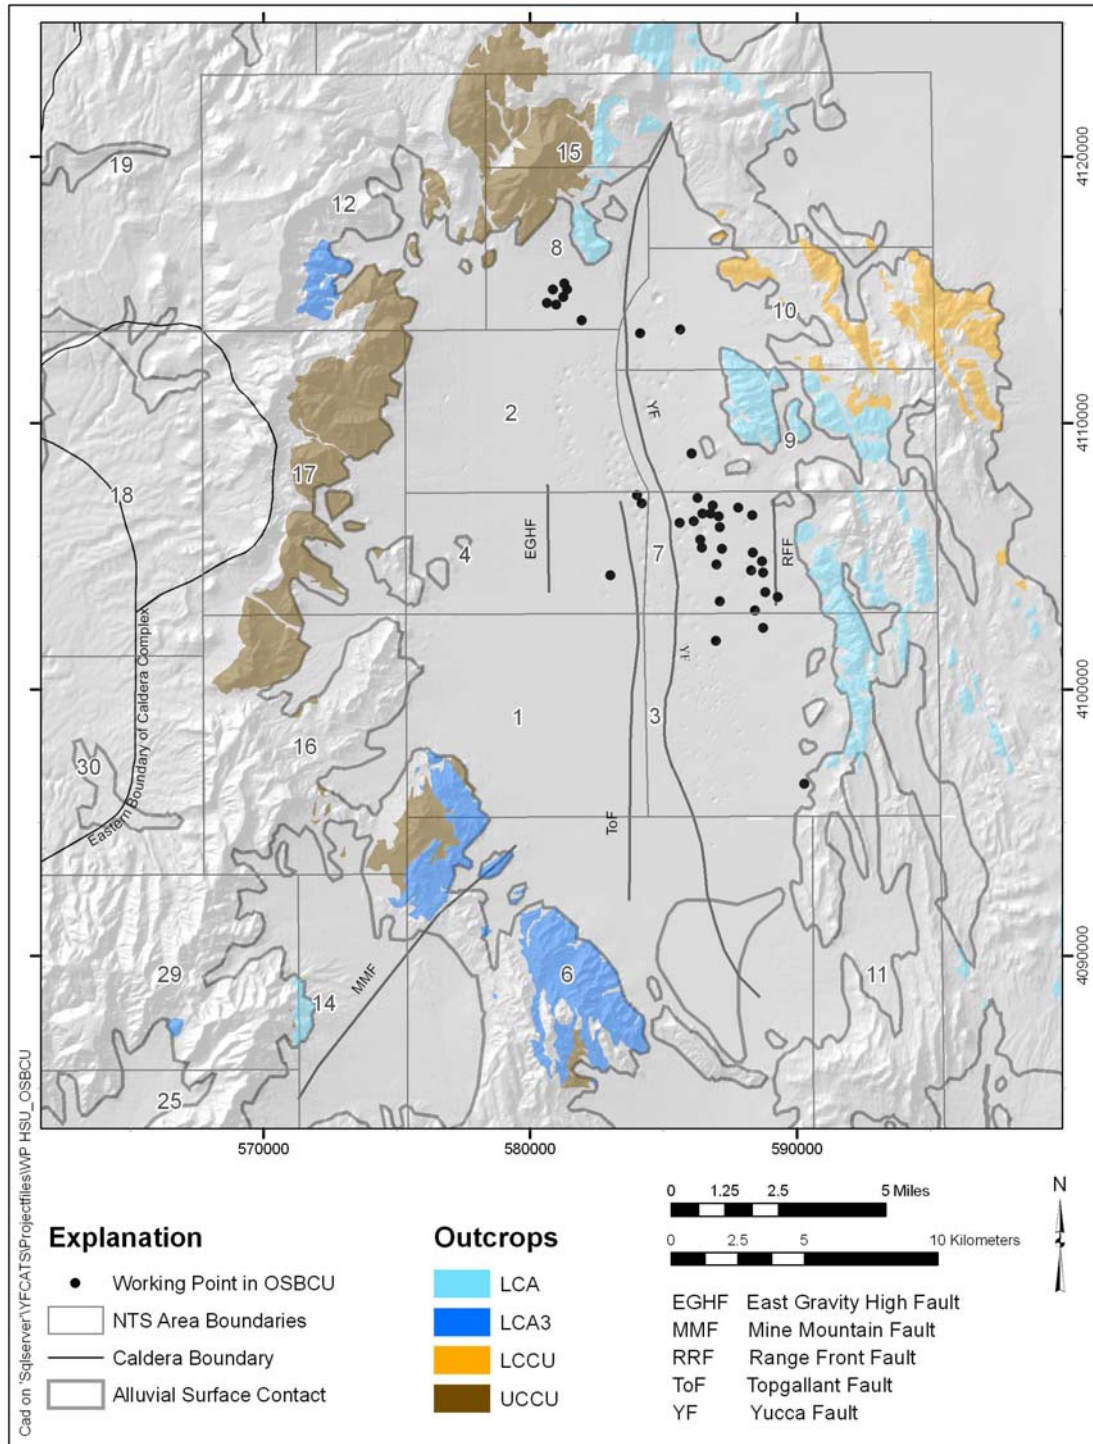 19
15
12
8
10
2
YF
9
17
18
4
EGHF
7
RFF
YF
Eastern Boundary of Caldera Complex
1
3
16
30
ToF
MMF
29
14
6
11
25
4120000
4110000
4100000
4090000
570000
580000
590000
Cad on 'Sqlserver'\YFCATS\Projectfiles\WP HSU_OSBCU
Explanation
Working Point in OSBCU
NTS Area Boundaries
Caldera Boundary
Alluvial Surface Contact
Outcrops
LCA
LCA3
LCCU
UCCU
0 1.25 2.5 5 Miles
0 2.5 5 10 Kilometers
N
EGHF East Gravity High Fault
MMF Mine Mountain Fault
RRF Range Front Fault
ToF Topgallant Fault
YF Yucca Fault